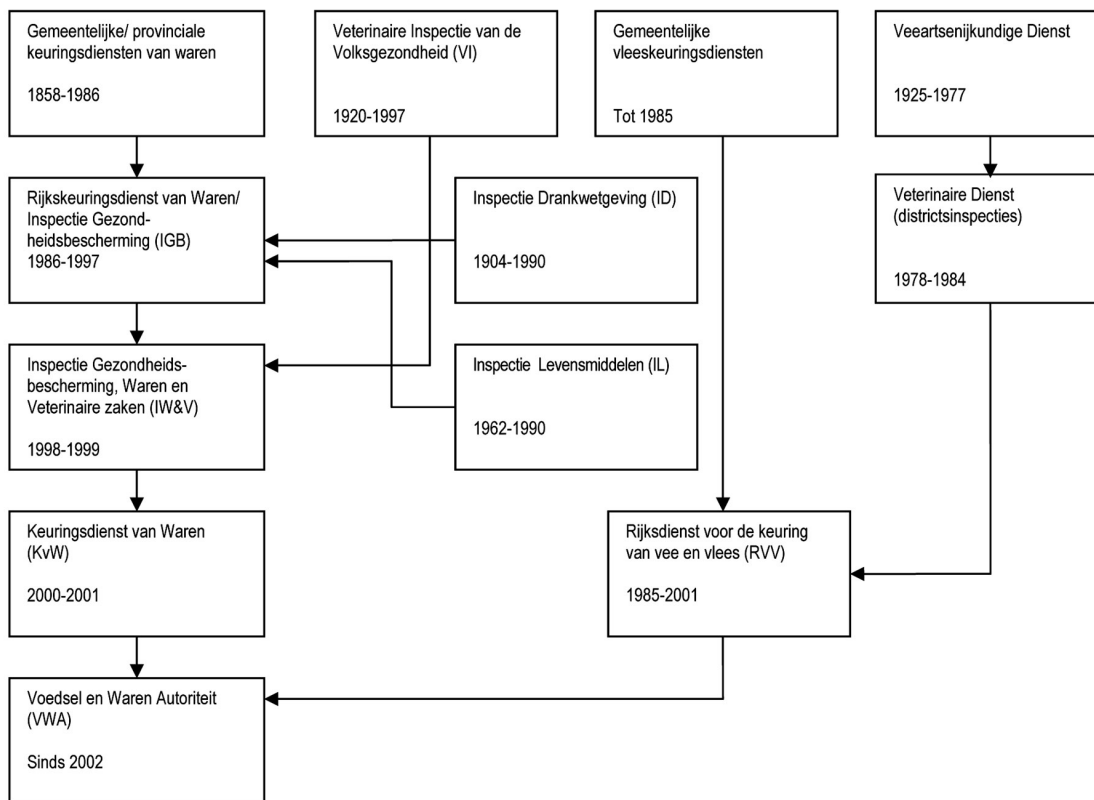 Gemeentelijke/ provinciale
keuringsdiensten van waren
1858-1986
Veterinaire Inspectie van de
Volksgezondheid (VI)
1920-1997
Gemeentelijke
vleeskeuringsdiensten
Tot 1985
Veeartsenijkundige Dienst
1925-1977
Rijkskeuringsdienst van Waren/
Inspectie Gezond-
heidsbescherming (IGB)
1986-1997
Inspectie Drankwetgeving (ID)
1904-1990
Veterinaire Dienst
(districtsinspecties)
1978-1984
Inspectie Gezondheids-
bescherming, Waren en
Veterinaire zaken (IW&V)
1998-1999
Inspectie Levensmiddelen (IL)
1962-1990
Keuringsdienst van Waren
(KvW)
2000-2001
Rijksdienst voor de keuring
van vee en vlees (RVV)
1985-2001
Voedsel en Waren Autoriteit
(VWA)
Sinds 2002